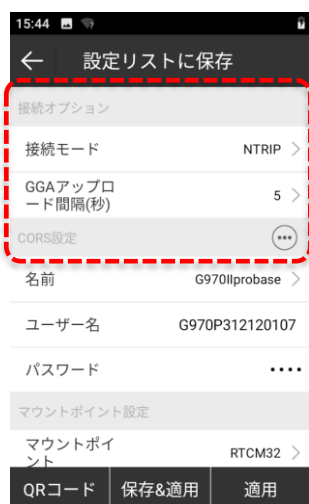 15:44
設定リストに保存
接続オプション
接続モード NTRIP
GGAアップロ
ード間隔(秒) 5
CORS設定
名前 G970IIprobase
ユーザー名 G970P312120107
パスワード ••••
マウントポイント設定
マウントポイ
ント RTCM32
QRコード 保存&適用 適用